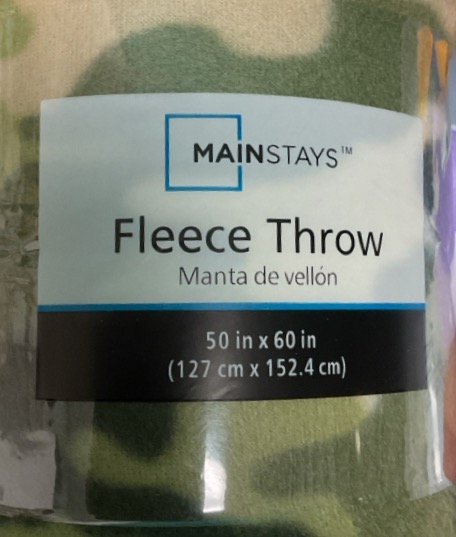 MAINSTAYS™
Fleece Throw
Manta de vellón
50 in x 60 in
(127 cm x 152.4 cm)